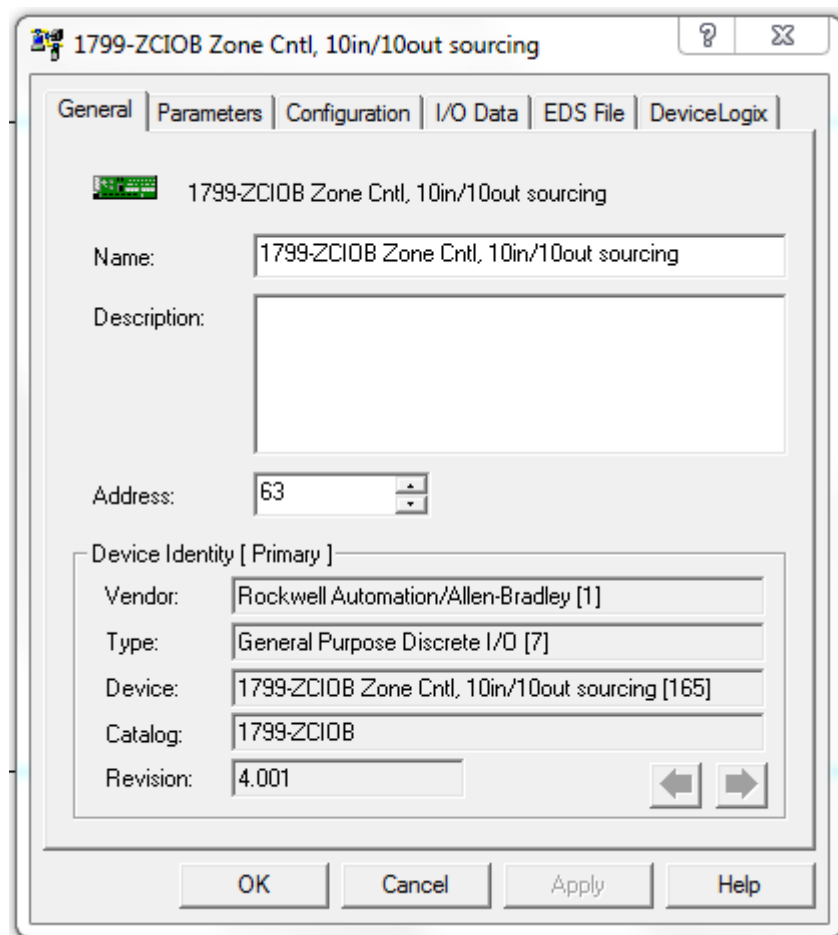 1799-ZCIOB Zone Cntl, 10in/10out sourcing
General Parameters Configuration I/O Data EDS File DeviceLogix
1799-ZCIOB Zone Cntl, 10in/10out sourcing
Name: 1799-ZCIOB Zone Cntl, 10in/10out sourcing
Description:
Address: 63
Device Identity [ Primary ]
Vendor: Rockwell Automation/Allen-Bradley [1]
Type: General Purpose Discrete I/O [7]
Device: 1799-ZCIOB Zone Cntl, 10in/10out sourcing [165]
Catalog: 1799-ZCIOB
Revision: 4.001
OK Cancel Apply Help